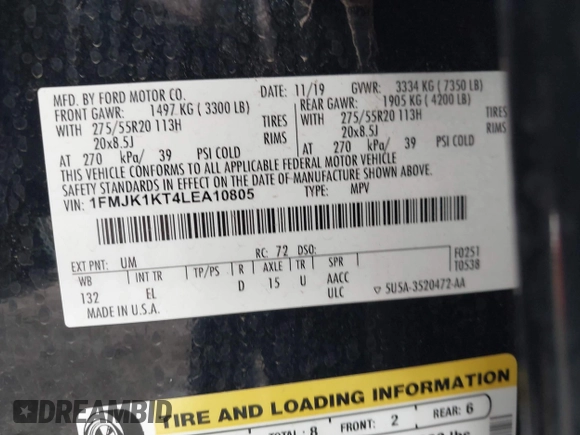 MFD. BY FORD MOTOR CO.
DATE: 11/19 GVWR: 3334 KG ( 7350 LB)
FRONT GAWR: 1497 KG ( 3300 LB) REAR GAWR: 1905 KG ( 4200 LB)
WITH 275/55R20 113H TIRES WITH 275/55R20 113H TIRES
20x8.5J RIMS 20x8.5J RIMS
AT 270 kPa/ 39 PSI COLD AT 270 kPa/ 39 PSI COLD
THIS VEHICLE CONFORMS TO ALL APPLICABLE FEDERAL MOTOR VEHICLE
SAFETY STANDARDS IN EFFECT ON THE DATE OF MANUFACTURE SHOWN ABOVE.
VIN: 1FMJK1KT4LEA10805 TYPE: MPV
EXT PNT: UM RC: 72 DSO: F0251
T0538
WB INT TR TP/PS R AXLE TR SPR
132 EL D 15 U AACC
ULC
▽ 5U5A-3520472-AA
MADE IN U.S.A.
TIRE AND LOADING INFORMATION
TOTAL: 8 FRONT: 2 REAR: 6
lbs
DREAMBID